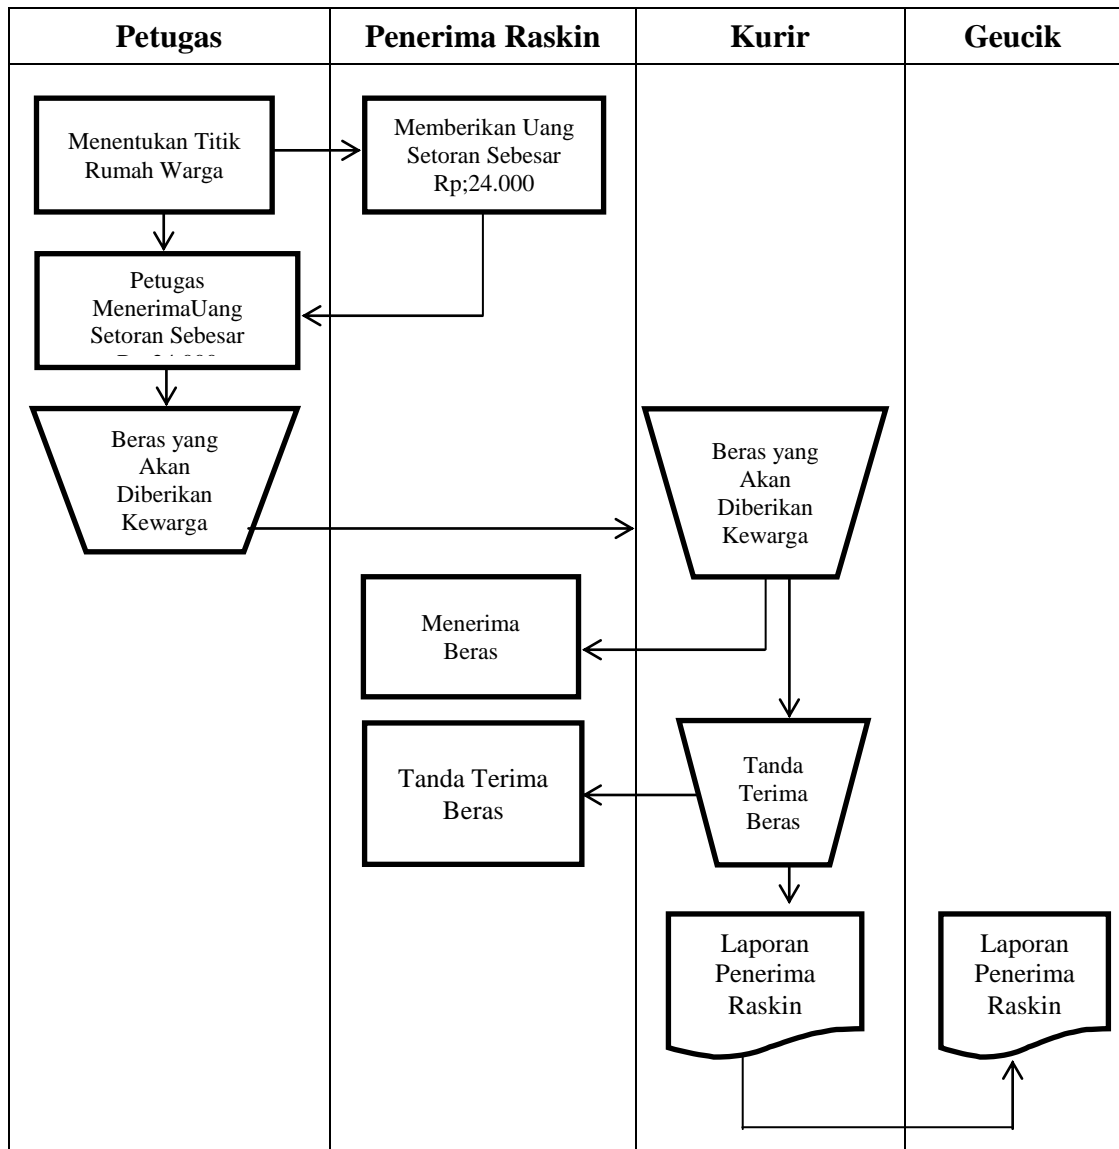 Petugas
Penerima Raskin
Kurir
Geucik
Menentukan Titik
Rumah Warga
Memberikan Uang
Setoran Sebesar
Rp;24.000
Petugas
MenerimaUang
Setoran Sebesar
Beras yang
Akan
Diberikan
Kewarga
Beras yang
Akan
Diberikan
Kewarga
Menerima
Beras
Tanda Terima
Beras
Tanda
Terima
Beras
Laporan
Penerima
Raskin
Laporan
Penerima
Raskin